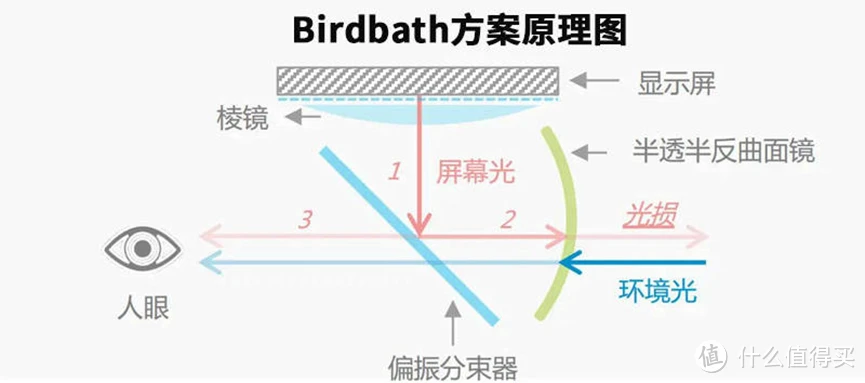 Birdbath方案原理图
显示屏
棱镜
半透半反曲面镜
1
屏幕光
3
2
光损
人眼
环境光
偏振分束器
值 什么值得买